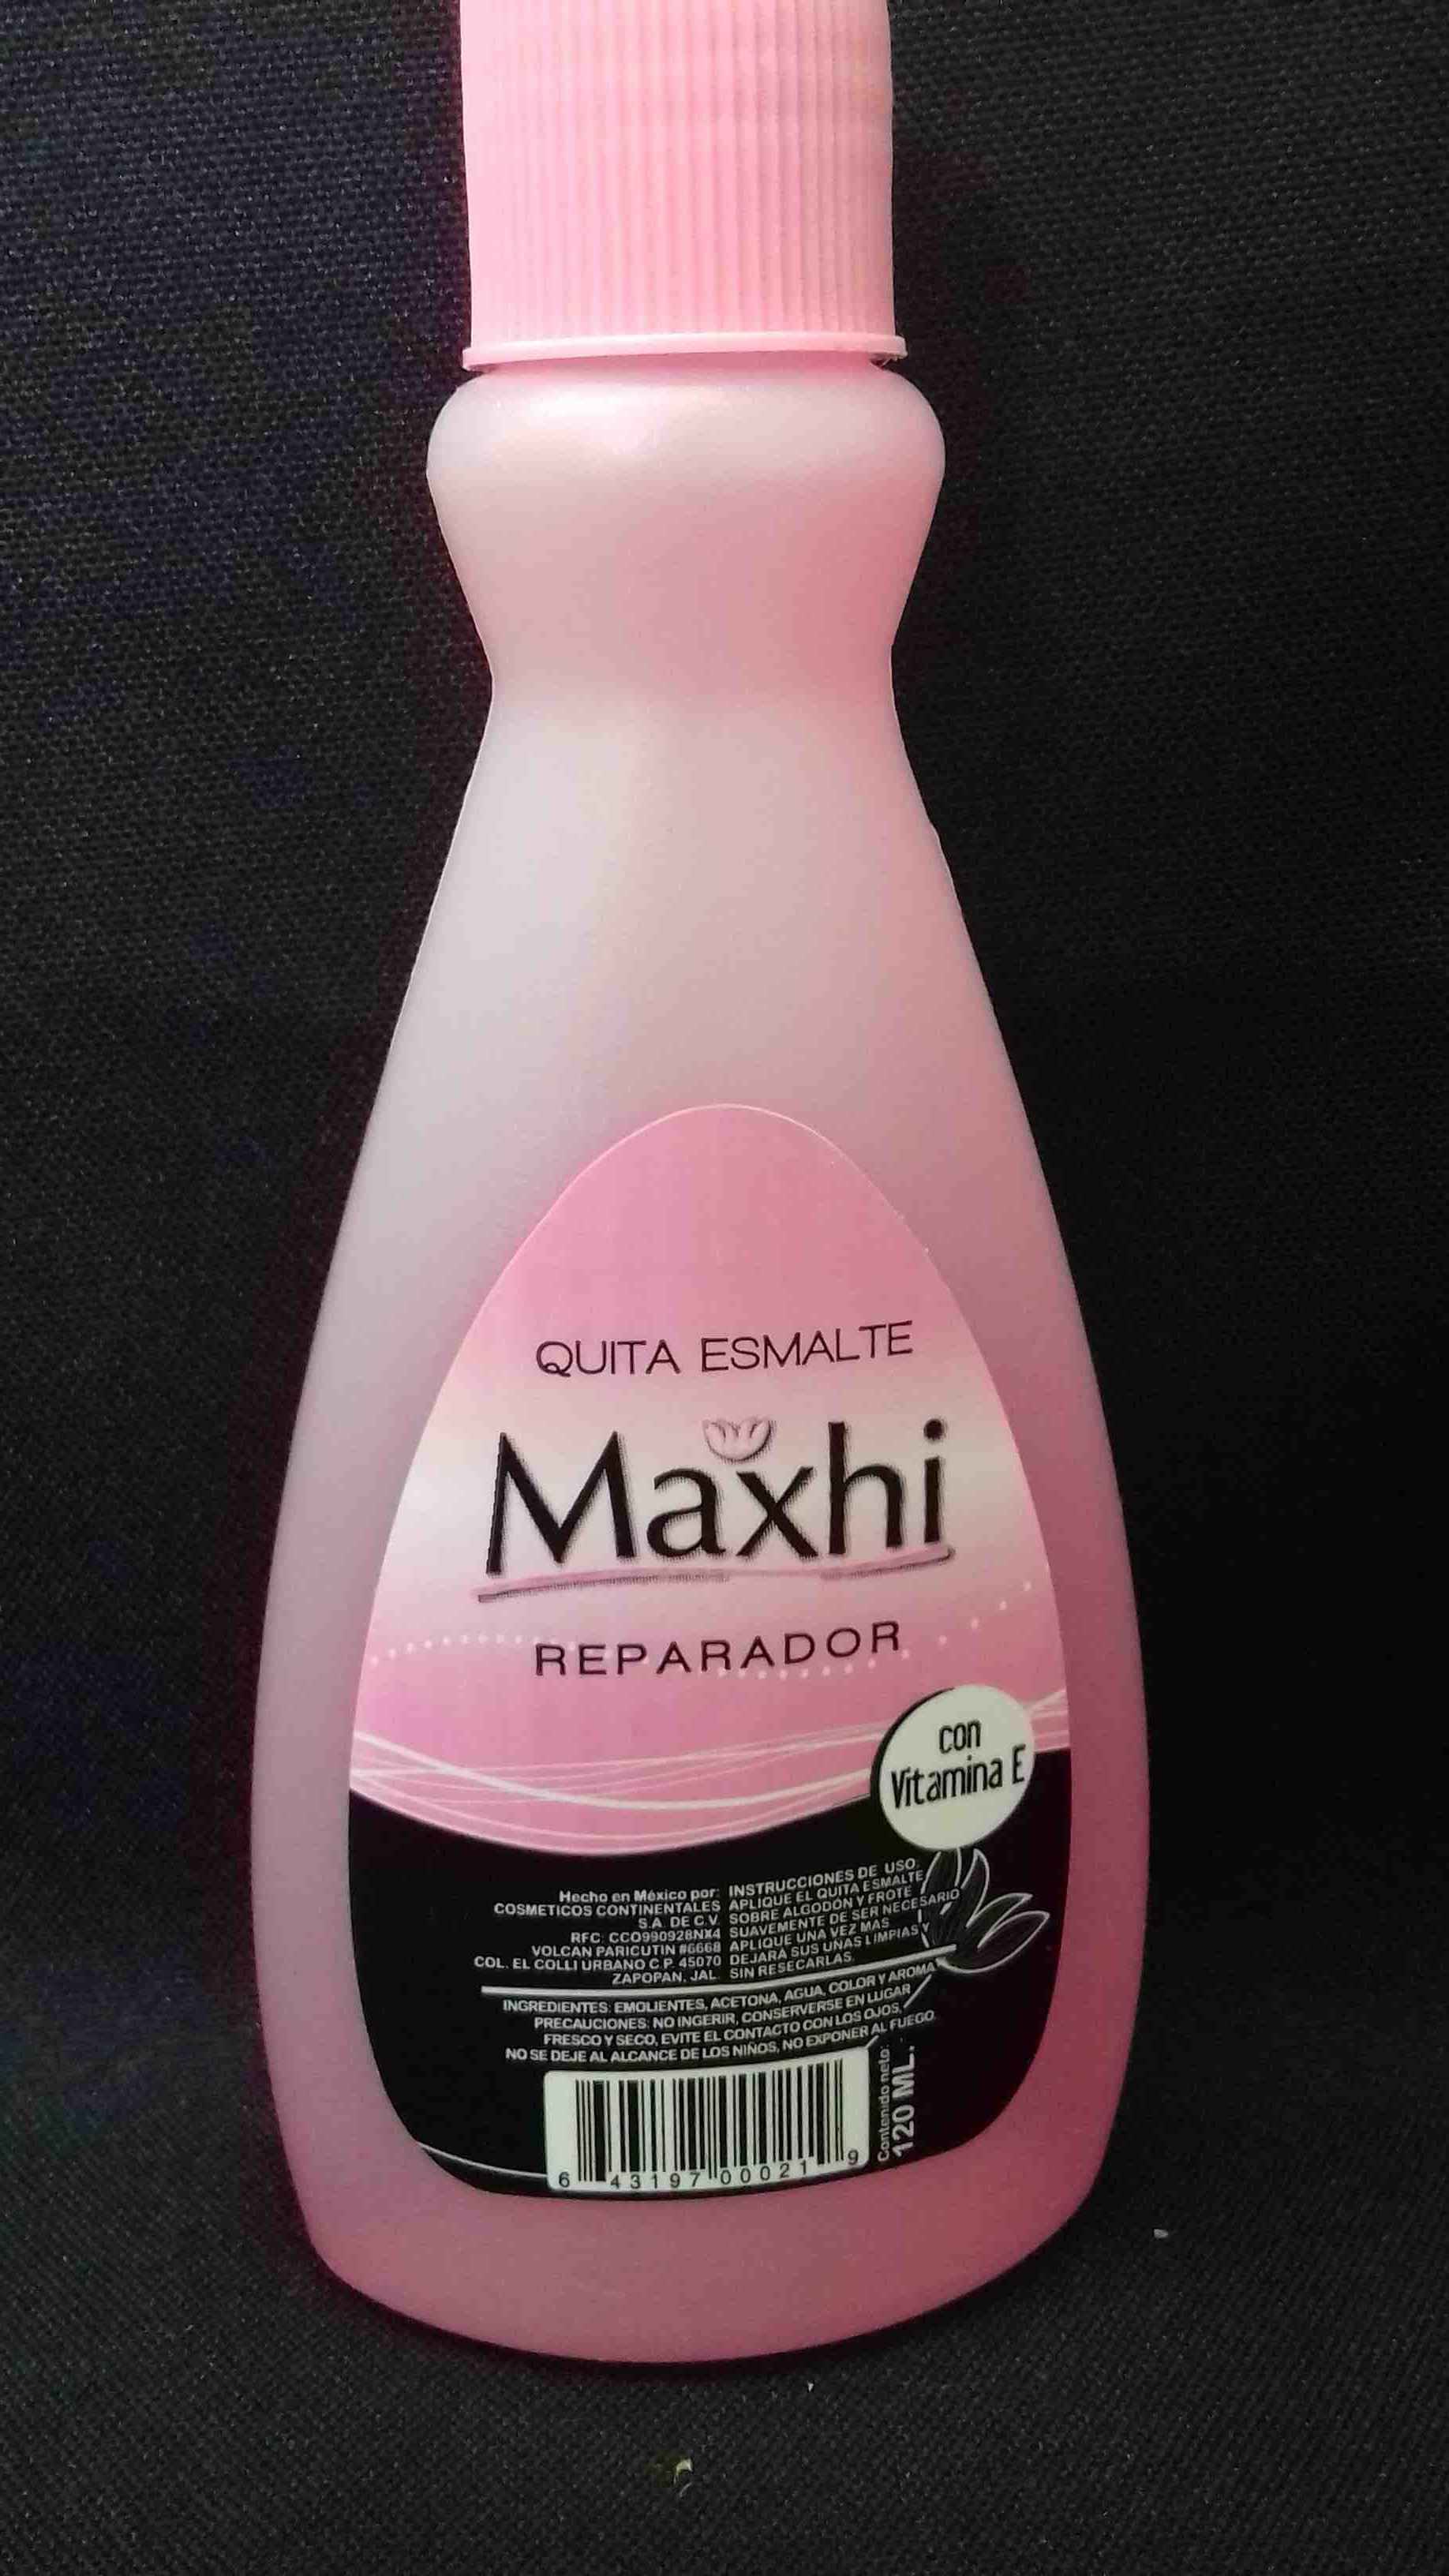 QUITA ESMALTE
Maxhi
REPARADOR
con
Vitamina E
Hecho en México por:
COSMETICOS CONTINENTALES
S.A. DE C.V.
RFC: CCO990928NX4
VOLCAN PARICUTIN #6668
COL. EL COLLI URBANO C.P. 45070
ZAPOPAN, JAL.
INSTRUCCIONES DE USO:
APLIQUE EL QUITA ESMALTE
SOBRE ALGODÓN Y FROTE
SUAVEMENTE DE SER NECESARIO
APLIQUE UNA VEZ MAS Y
DEJARA SUS UÑAS LIMPIAS Y
SIN RESECARLAS.
INGREDIENTES: EMOLIENTES, ACETONA, AGUA, COLOR Y AROMA
PRECAUCIONES: NO INGERIR, CONSERVERSE EN LUGAR
FRESCO Y SECO, EVITE EL CONTACTO CON LOS OJOS,
NO SE DEJE AL ALCANCE DE LOS NIÑOS, NO EXPONER AL FUEGO.
Contenido neto:
120 ML.
6 43197 00021 9